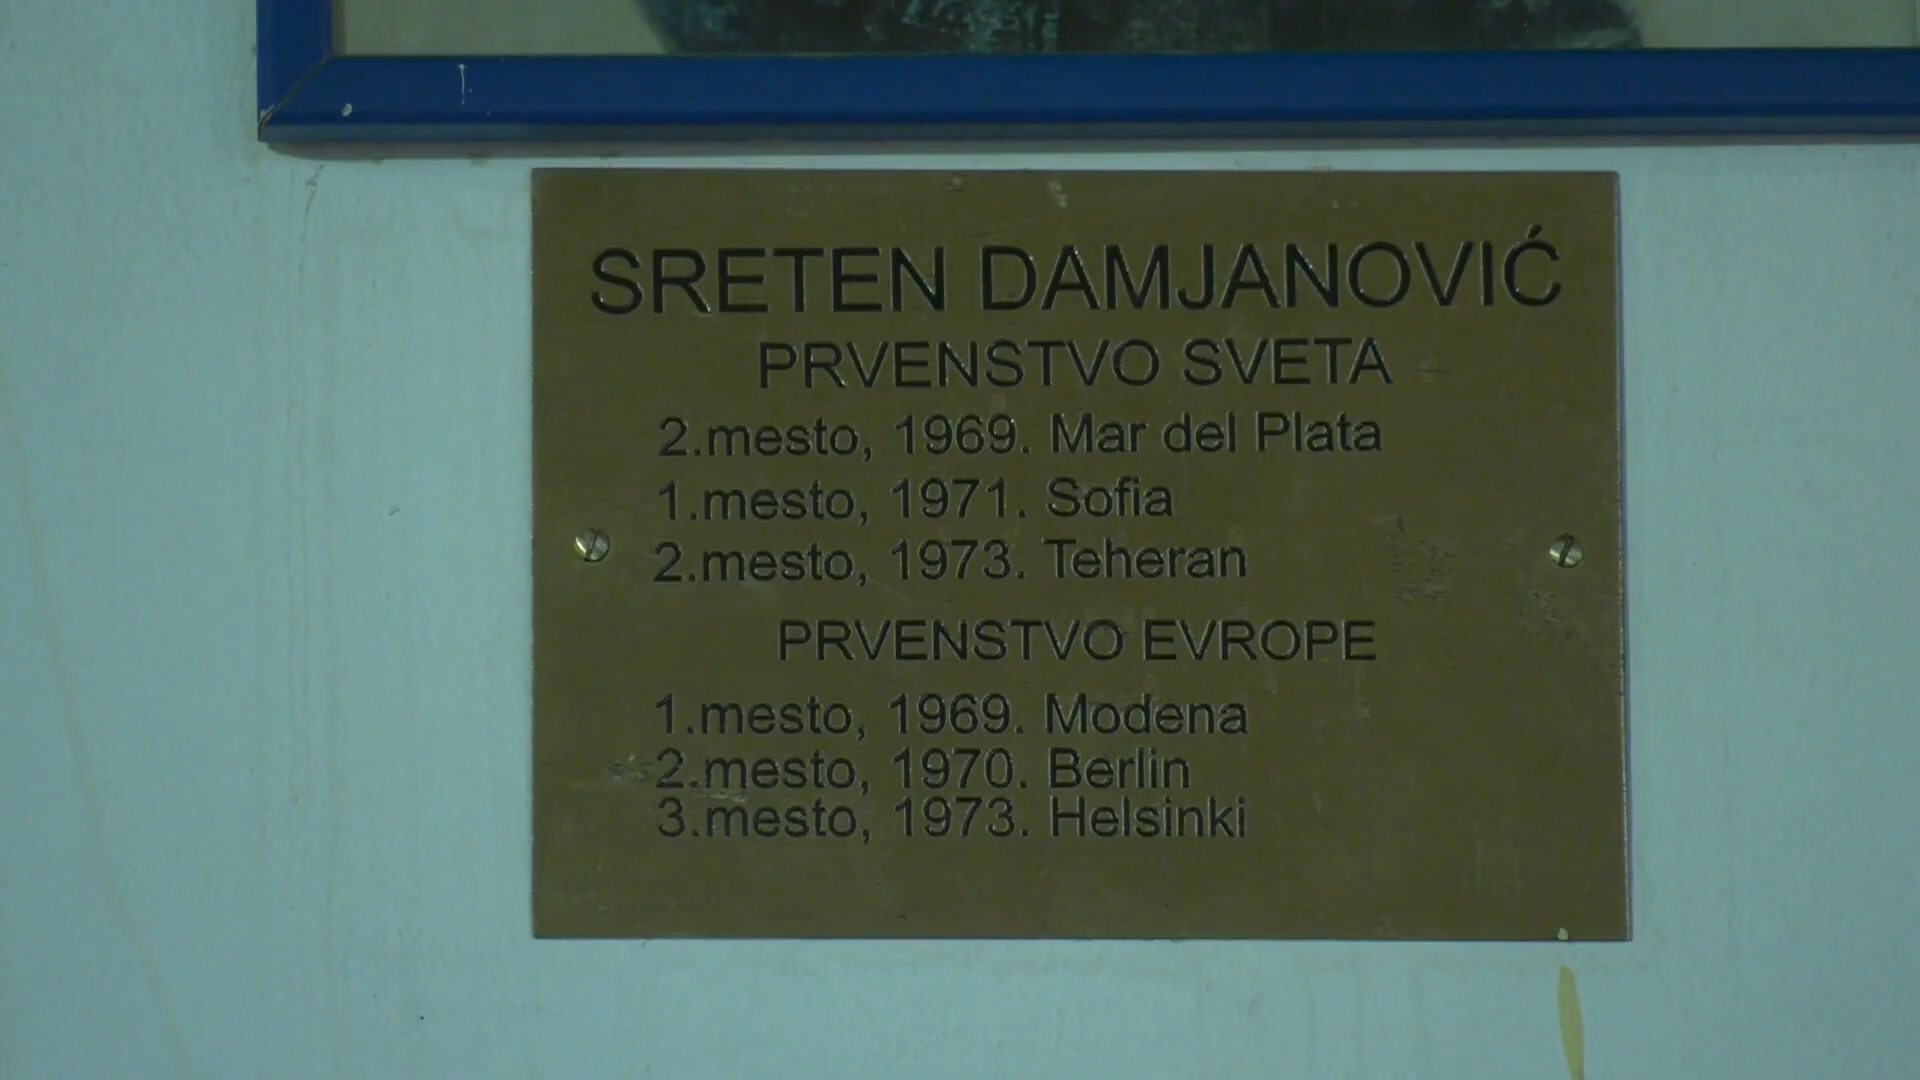 SRETEN DAMJANOVIĆ
PRVENSTVO SVETA
2.mesto, 1969. Mar del Plata
1.mesto, 1971. Sofia
2.mesto, 1973. Teheran
PRVENSTVO EVROPE
1.mesto, 1969. Modena
2.mesto, 1970. Berlin
3.mesto, 1973. Helsinki